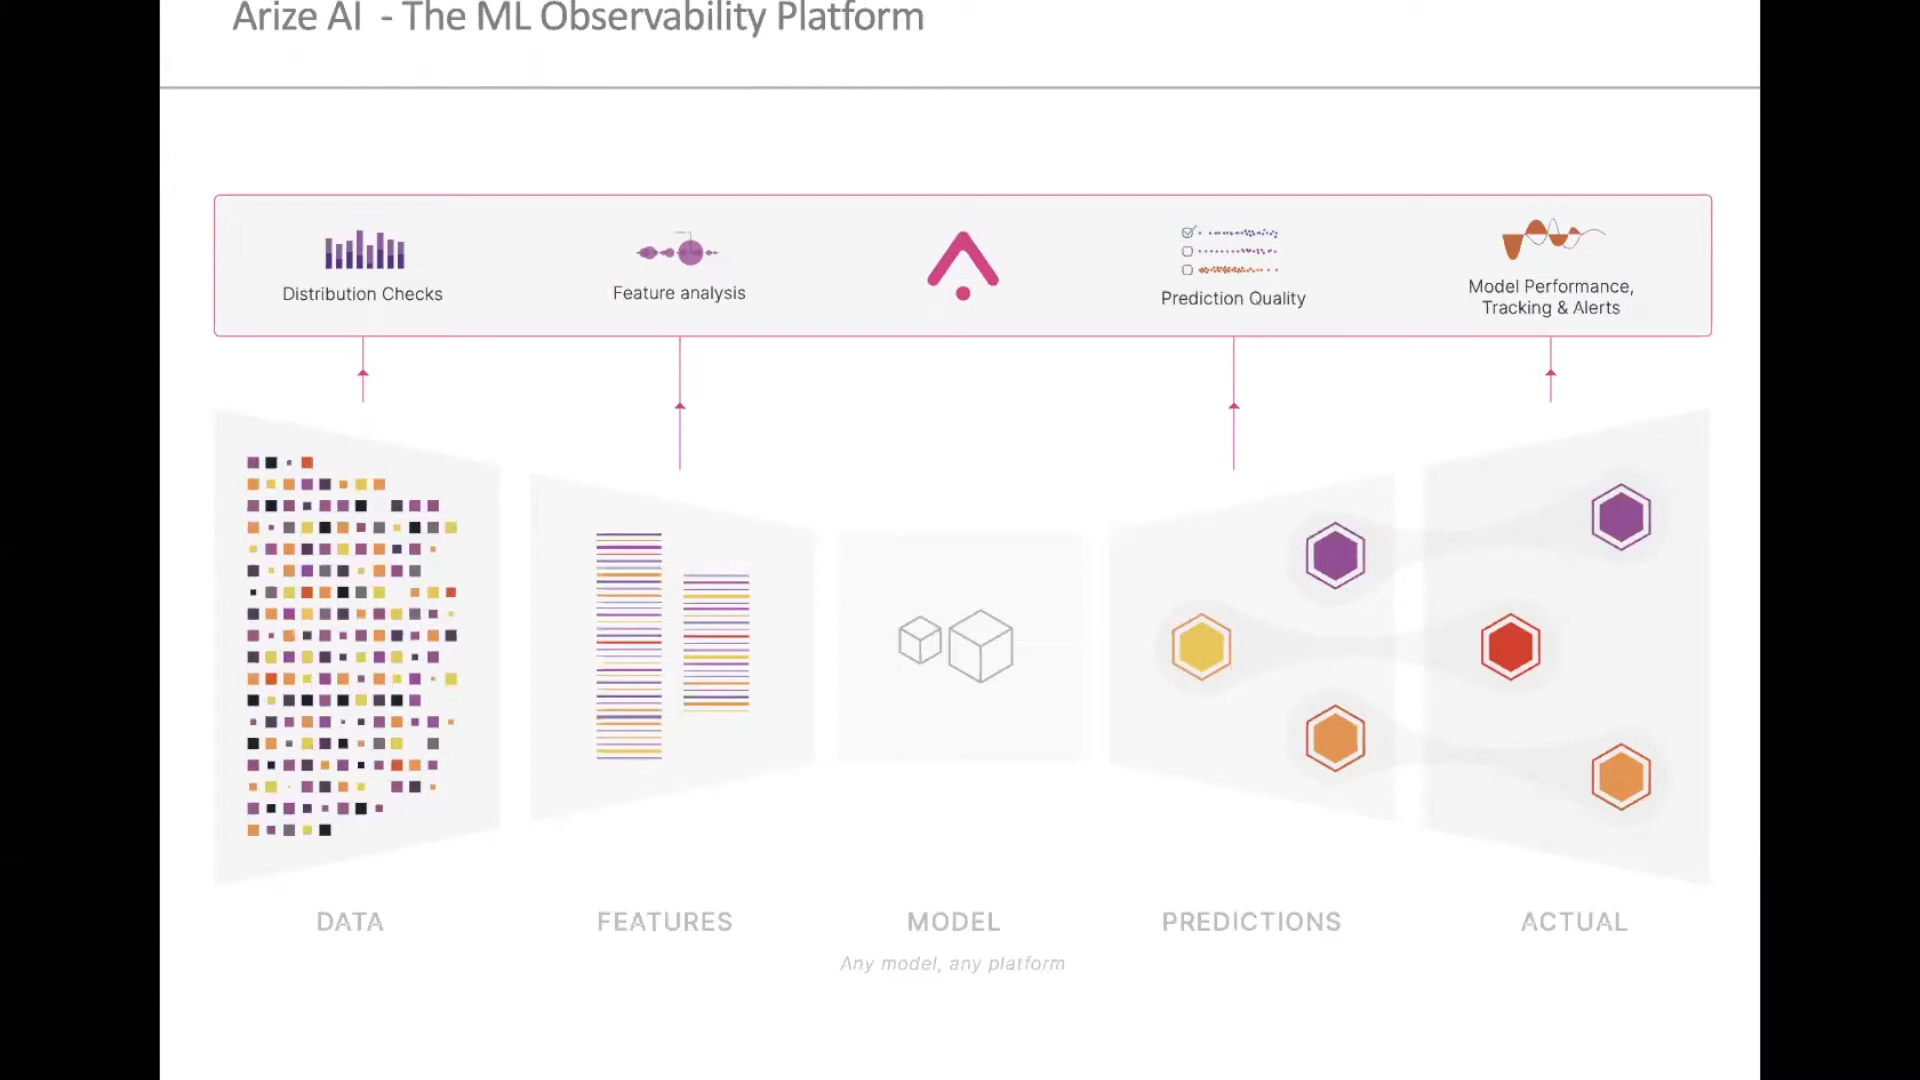 Arize AI - The ML Observability Platform
Distribution Checks
Feature analysis
Prediction Quality
Model Performance,
Tracking & Alerts
DATA
FEATURES
MODEL
PREDICTIONS
ACTUAL
Any model, any platform